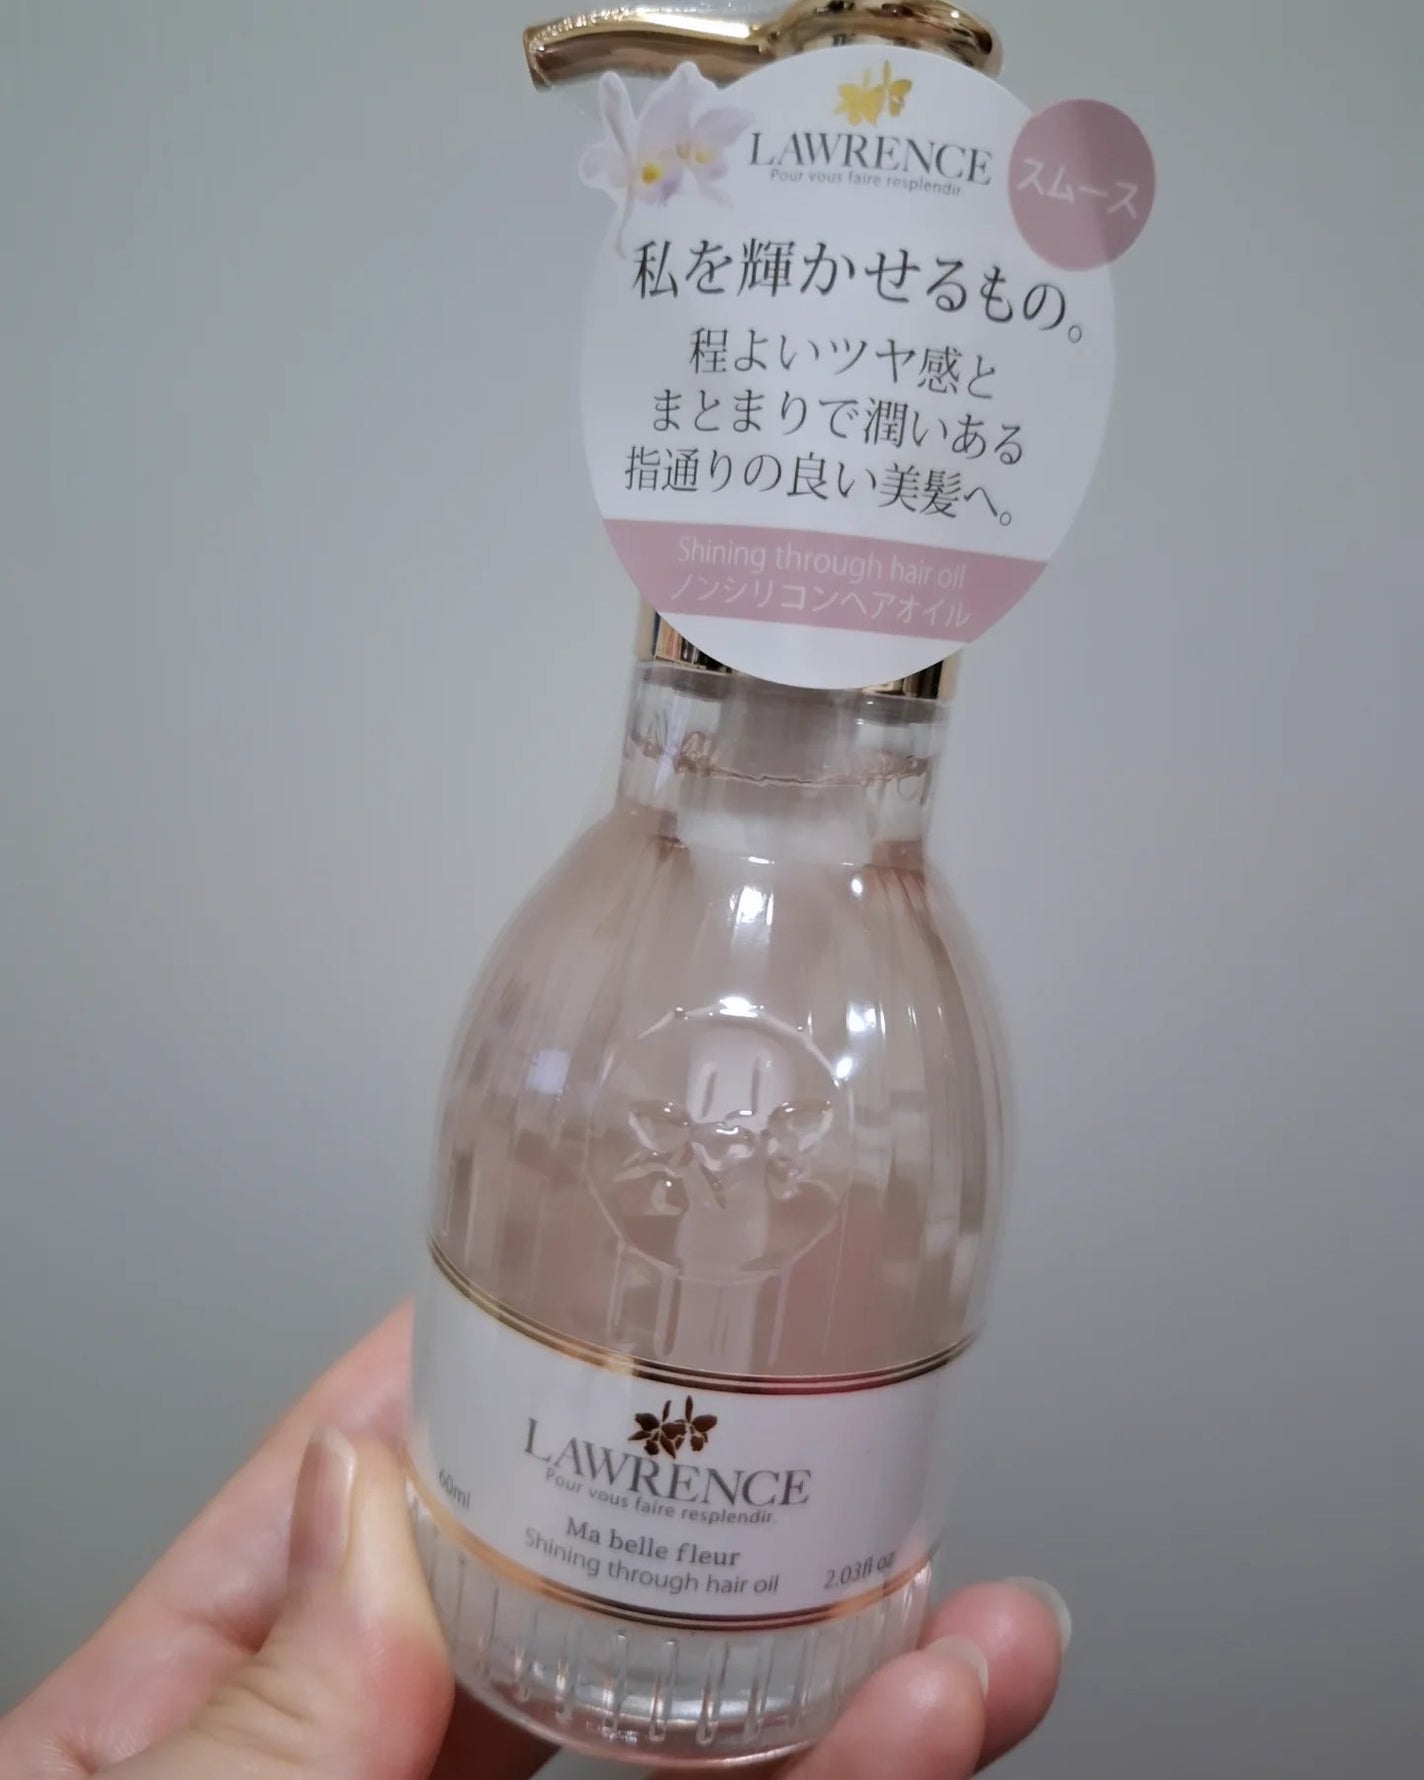 LAWRENCE
Pour vous faire resplendir.
スムース
私を輝かせるもの。
程よいツヤ感と
まとまりで潤いある
指通りの良い美髪へ。
Shining through hair oil
ノンシリコンヘアオイル
LAWRENCE
Pour vous faire resplendir.
60ml
Ma belle fleur
Shining through hair oil
2.03fl oz